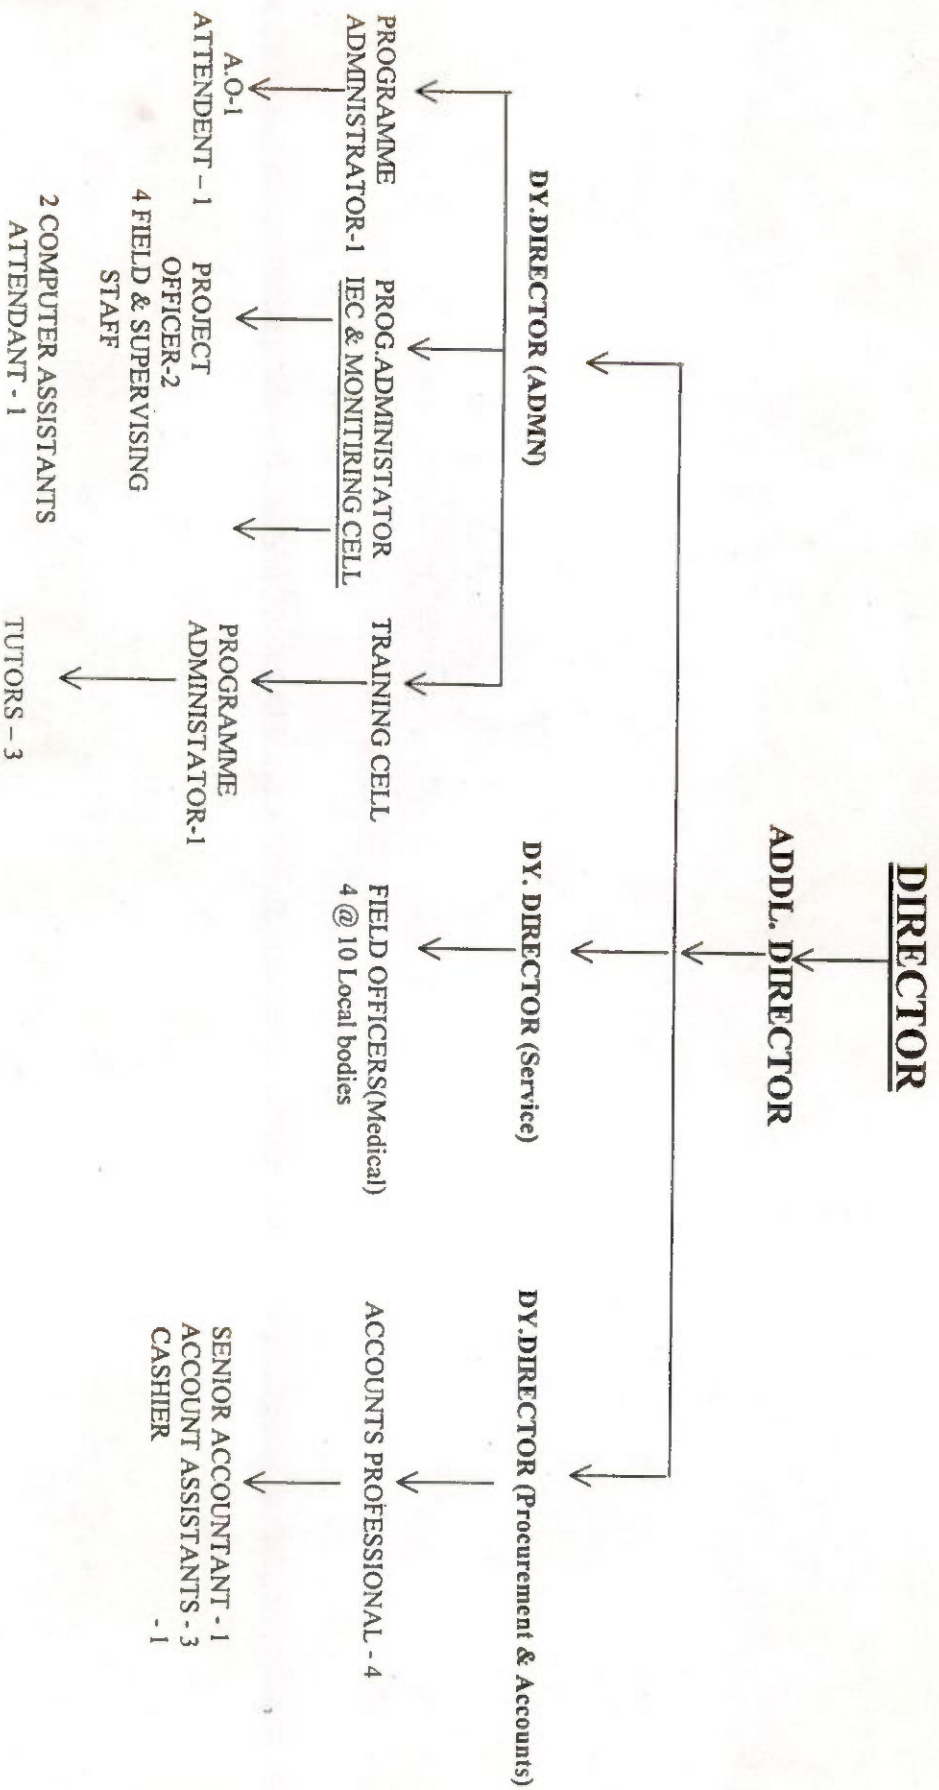 DIRECTOR
ADDL. DIRECTOR
DY.DIRECTOR (ADMN)
DY. DIRECTOR (Service)
DY.DIRECTOR (Procurement & Accounts)
PROGRAMME
ADMINISTRATOR-1
PROG.ADMINISTATOR
IEC & MONITIRING CELL
TRAINING CELL
FIELD OFFICERS(Medical)
4 @ 10 Local bodies
ACCOUNTS PROFESSIONAL - 4
A.O-1
ATTENDENT – 1
PROJECT
OFFICER-2
4 FIELD & SUPERVISING
STAFF
2 COMPUTER ASSISTANTS
ATTENDANT - 1
PROGRAMME
ADMINISTATOR-1
TUTORS – 3
SENIOR ACCOUNTANT - 1
ACCOUNT ASSISTANTS - 3
CASHIER - 1